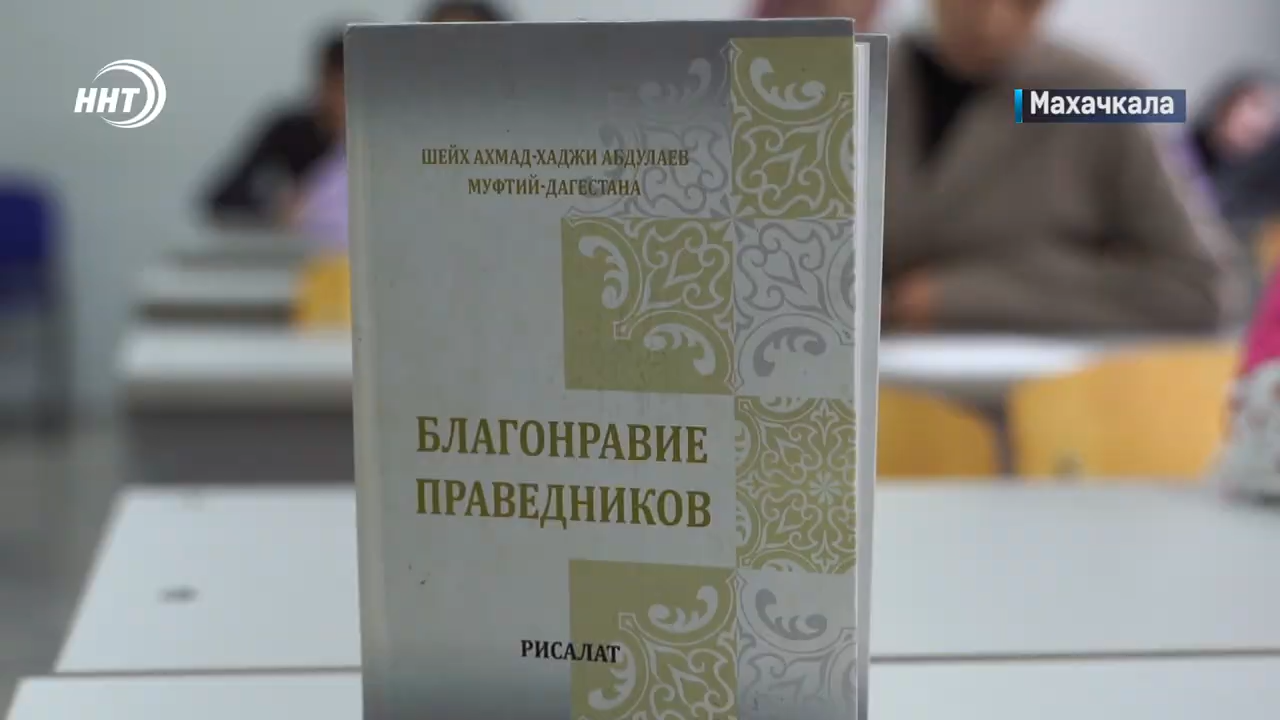 ННТ
Махачкала
ШЕЙХ АХМАД-ХАДЖИ АБДУЛАЕВ
МУФТИЙ-ДАГЕСТАНА
БЛАГОНРАВИЕ
ПРАВЕДНИКОВ
РИСАЛАТ